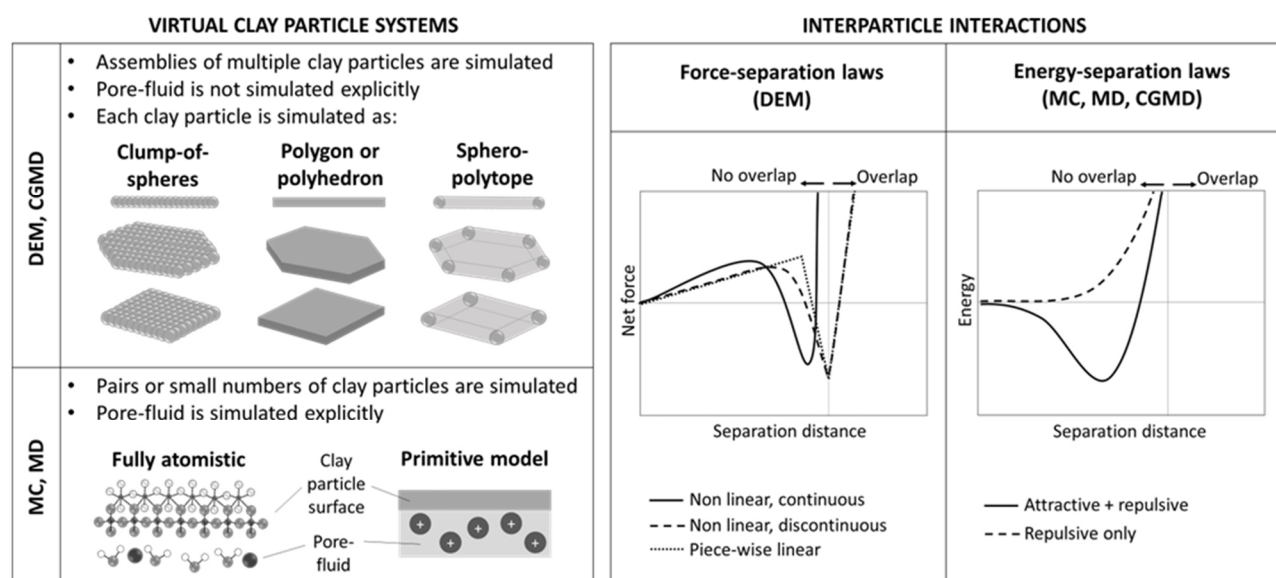 VIRTUAL CLAY PARTICLE SYSTEMS
DEM, CGMD
• Assemblies of multiple clay particles are simulated
• Pore-fluid is not simulated explicitly
• Each clay particle is simulated as:
Clump-of-
spheres
Polygon or
polyhedron
Sphero-
polytope
MC, MD
• Pairs or small numbers of clay particles are simulated
• Pore-fluid is simulated explicitly
Fully atomistic
Clay
particle
surface
Primitive model
Pore-
fluid
+ + + + +
INTERPARTICLE INTERACTIONS
Force-separation laws
(DEM)
Energy-separation laws
(MC, MD, CGMD)
No overlap
Overlap
Net force
Separation distance
No overlap
Overlap
Energy
Separation distance
Non linear, continuous
Non linear, discontinuous
Piece-wise linear
Attractive + repulsive
Repulsive only